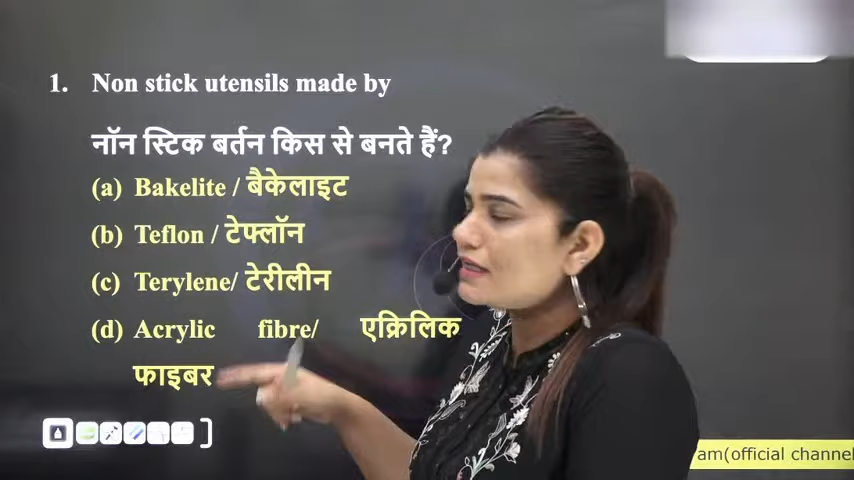 1. Non stick utensils made by
नॉन स्टिक बर्तन किस से बनते हैं?
(a) Bakelite / बैकेलाइट
(b) Teflon / टेफ्लॉन
(c) Terylene/ टेरीलीन
(d) Acrylic fibre/ एक्रिलिक
फाइबर
am(official channel